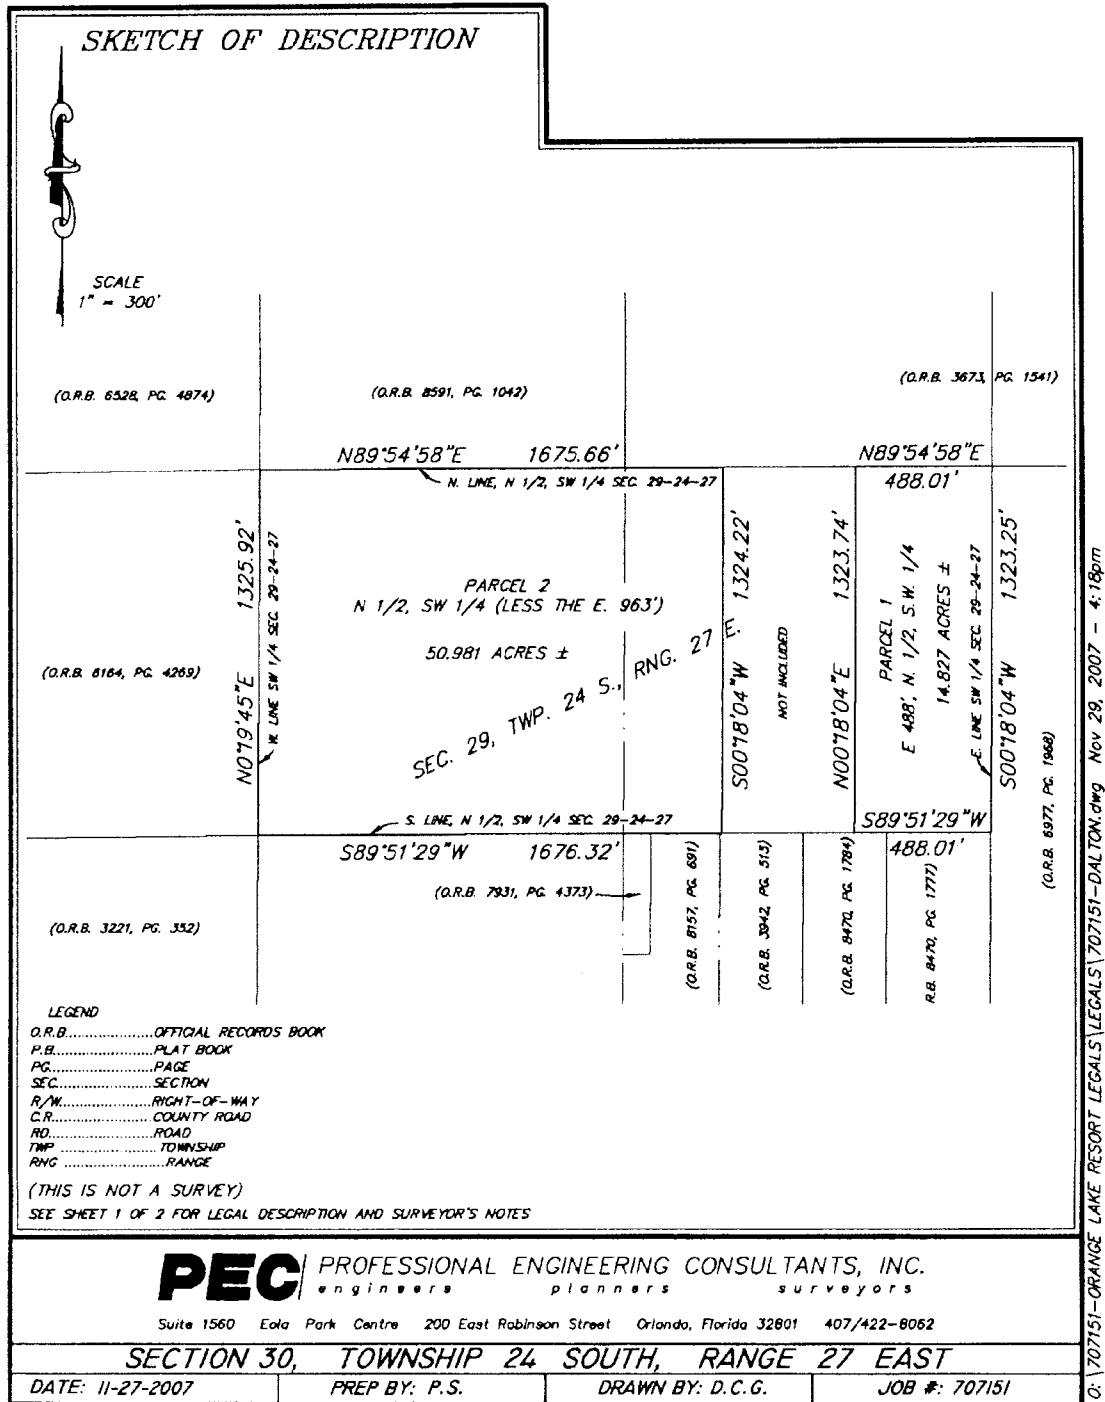 SKETCH OF DESCRIPTION
SCALE
1" = 300'
(O.R.B. 6528, PG. 4874)
(O.R.B. 8591, PG. 1042)
(O.R.B. 3673, PG. 1541)
N89°54'58"E 1675.66'
N89°54'58"E
488.01'
N. LINE, N 1/2, SW 1/4 SEC. 29-24-27
N0°19'45"E 1325.92'
W. LINE SW 1/4 SEC. 29-24-27
PARCEL 2
N 1/2, SW 1/4 (LESS THE E. 963')
50.981 ACRES ±
SEC. 29, TWP. 24 S., RNG. 27 E.
S00°18'04"W 1324.22'
NOT INCLUDED
N00°18'04"E 1323.74'
PARCEL 1
E 488', N. 1/2, S.W. 1/4
14.827 ACRES ±
E. LINE SW 1/4 SEC. 29-24-27
S00°18'04"W 1323.25'
(O.R.B. 8164, PG. 4269)
(O.R.B. 6977, PG. 1968)
S. LINE, N 1/2, SW 1/4 SEC. 29-24-27
S89°51'29"W 1676.32'
S89°51'29"W
488.01'
(O.R.B. 7931, PG. 4373)
(O.R.B. 8157, PG. 691)
(O.R.B. 3942, PG. 515)
(O.R.B. 8470, PG. 1784)
R.B. 8470, PG. 1777)
(O.R.B. 3221, PG. 352)
LEGEND
O.R.B...................OFFICIAL RECORDS BOOK
P.B....................PLAT BOOK
PG....................PAGE
SEC...................SECTION
R/W...................RIGHT-OF-WAY
C.R....................COUNTY ROAD
RD....................ROAD
TWP ....................TOWNSHIP
RNG ....................RANGE
(THIS IS NOT A SURVEY)
SEE SHEET 1 OF 2 FOR LEGAL DESCRIPTION AND SURVEYOR'S NOTES
PEC PROFESSIONAL ENGINEERING CONSULTANTS, INC.
engineers planners surveyors
Suite 1560 Eola Park Centre 200 East Robinson Street Orlando, Florida 32801 407/422-8062
SECTION 30, TOWNSHIP 24 SOUTH, RANGE 27 EAST
DATE: 11-27-2007 PREP BY: P.S. DRAWN BY: D.C.G. JOB #: 707151
O:\707151-ORANGE LAKE RESORT LEGALS\LEGALS\707151-DALTON.dwg Nov 29, 2007 - 4:18pm